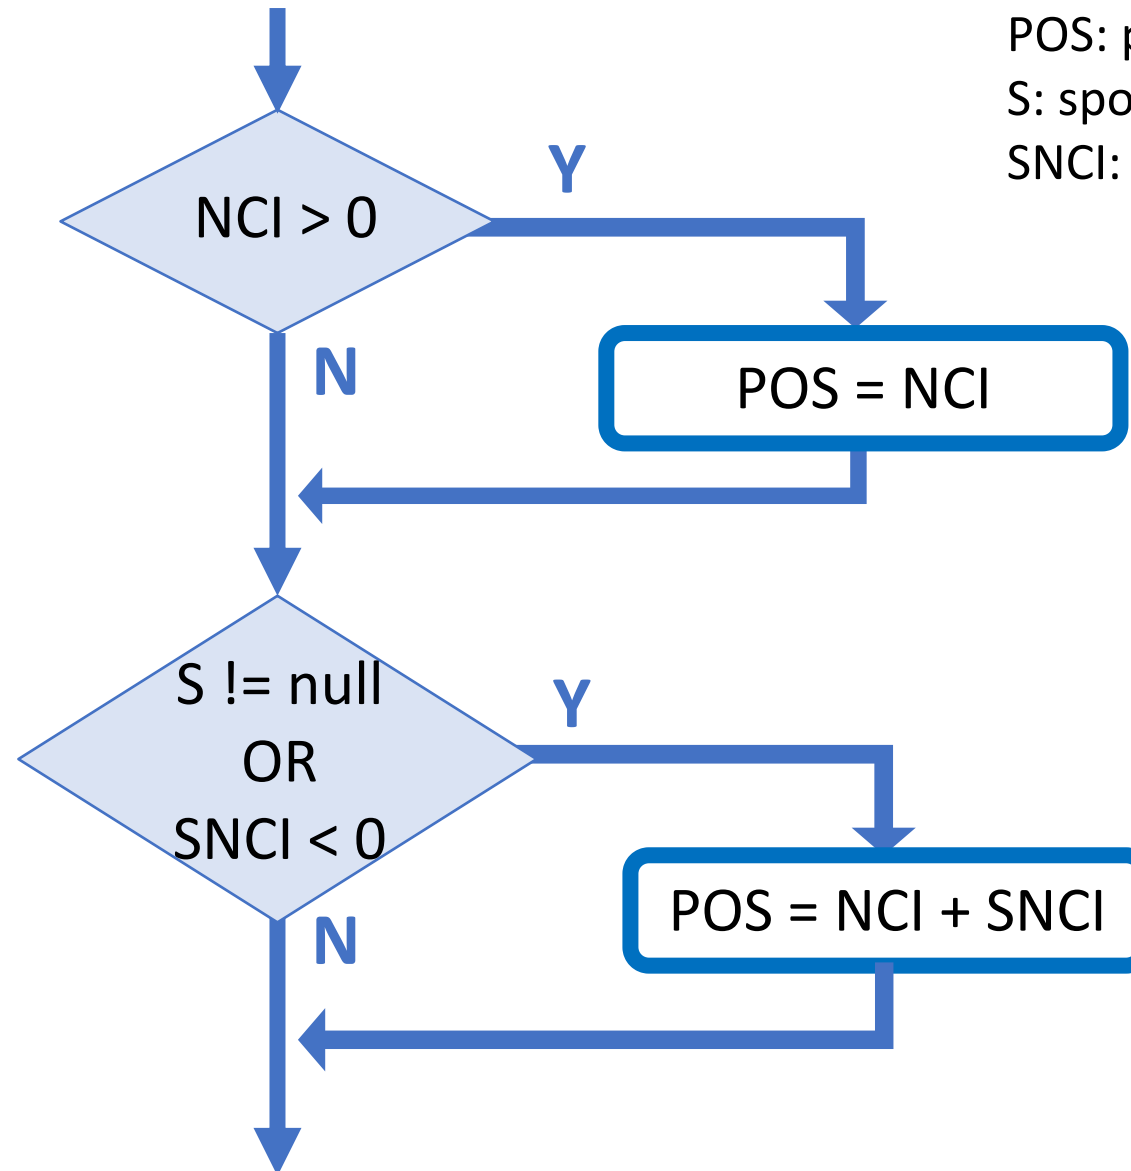 POS:
S:
SNCI:
Y
NCI > 0
N
POS = NCI
S != null
OR
SNCI < 0
Y
POS = NCI + SNCI
N